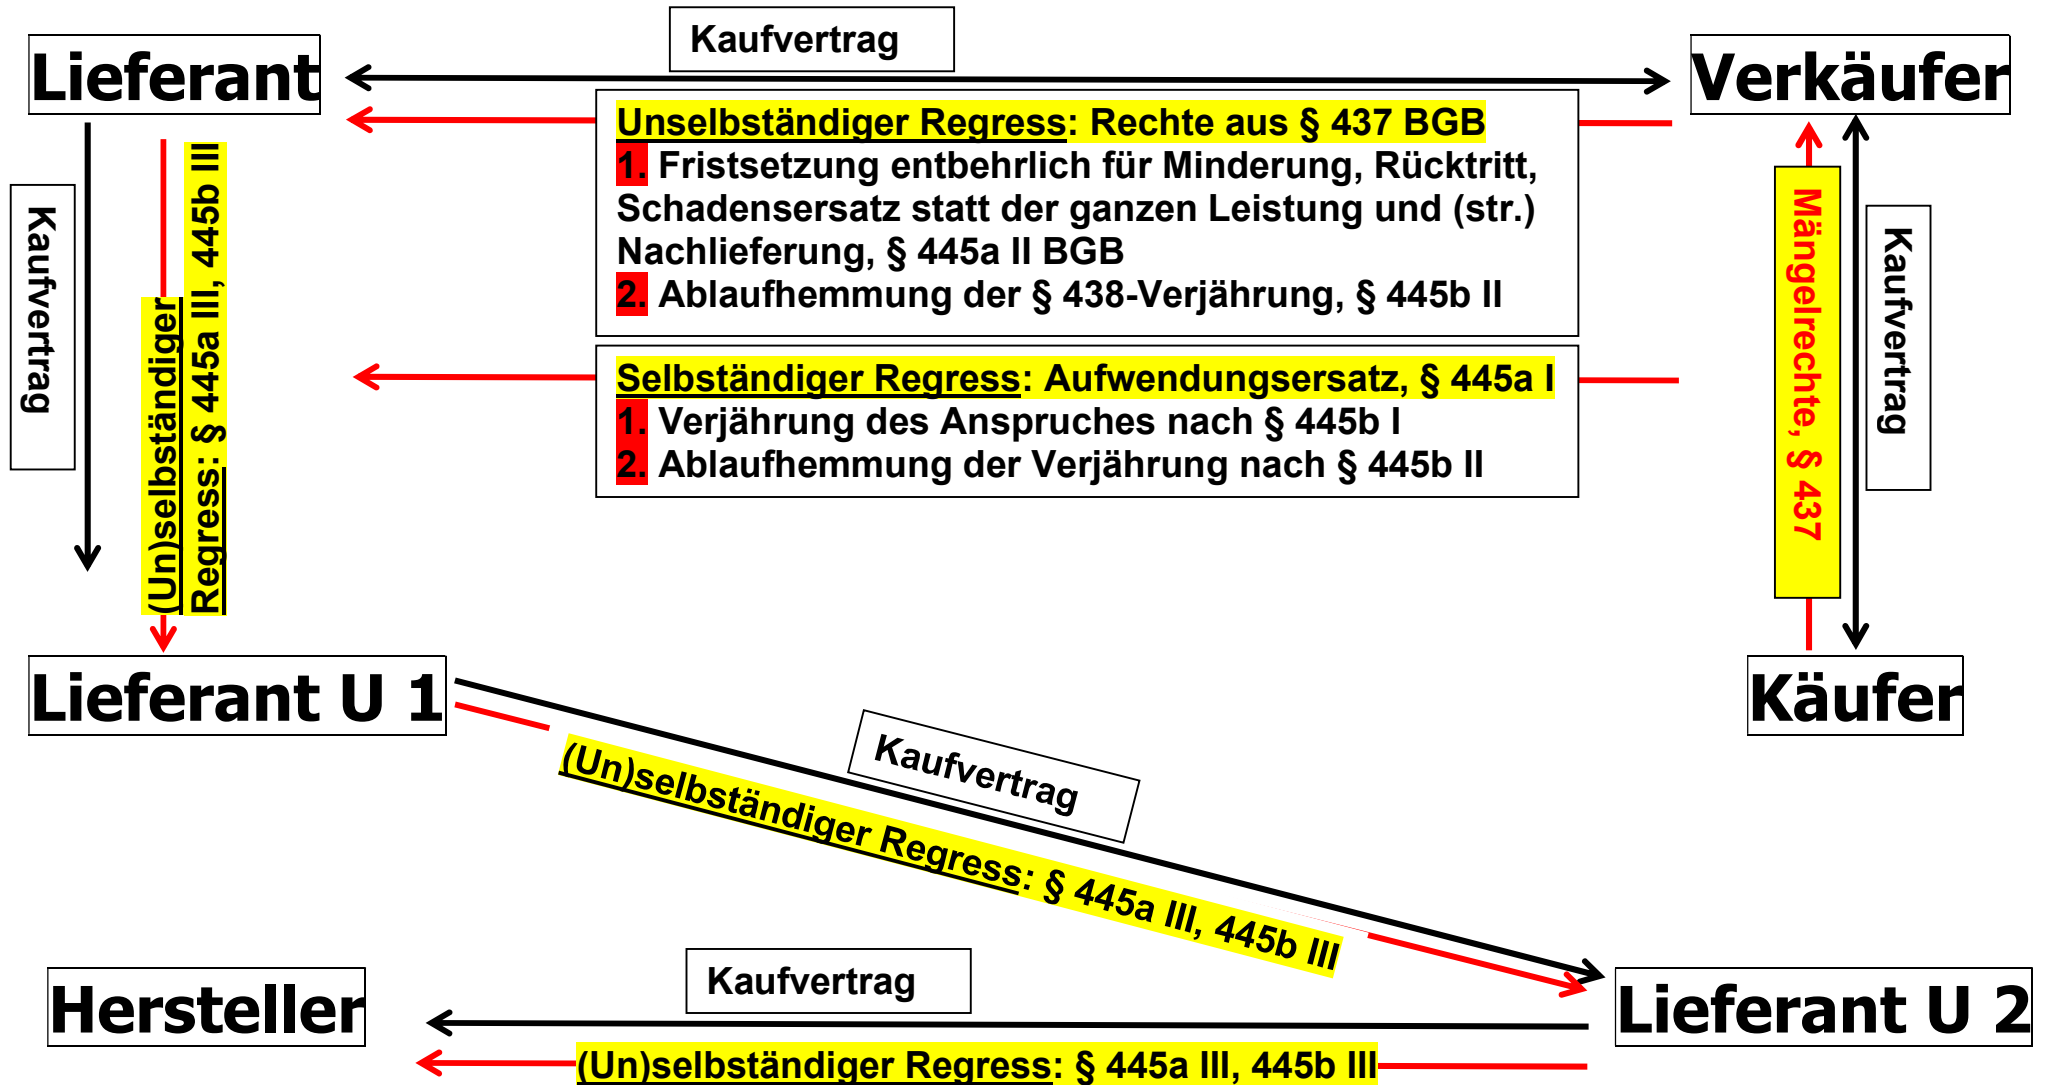 Kaufvertrag
Lieferant
Verkäufer
Unselbständiger Regress: Rechte aus § 437 BGB
1. Fristsetzung entbehrlich für Minderung, Rücktritt,
Schadensersatz statt der ganzen Leistung und (str.)
Nachlieferung, § 445a II BGB
2. Ablaufhemmung der § 438-Verjährung, § 445b II
Selbständiger Regress: Aufwendungsersatz, § 445a I
1. Verjährung des Anspruches nach § 445b I
2. Ablaufhemmung der Verjährung nach § 445b II
Kaufvertrag
(Un)selbständiger
Regress: § 445a III, 445b III
Mängelrechte, § 437
Kaufvertrag
Lieferant U 1
Käufer
Kaufvertrag
(Un)selbständiger Regress: § 445a III, 445b III
Kaufvertrag
Hersteller
Lieferant U 2
(Un)selbständiger Regress: § 445a III, 445b III